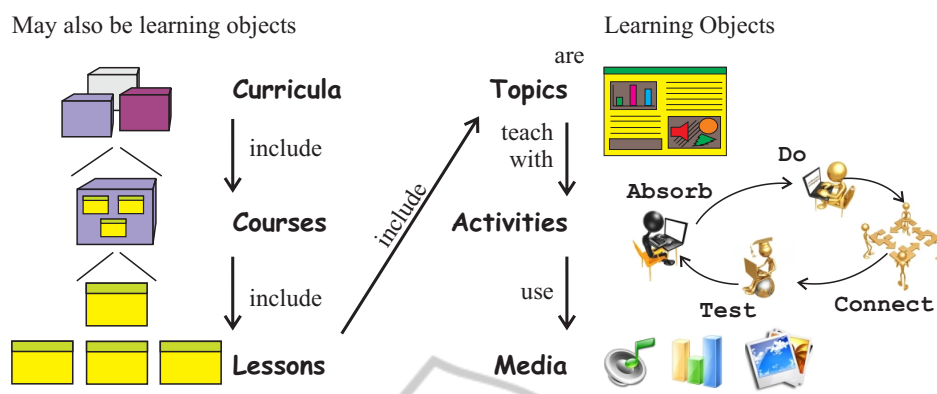 May also be learning objects
Learning Objects
are
Curricula
Topics
include
teach
with
Do
Absorb
include
Courses
Activities
include
use
Test
Connect
Lessons
Media